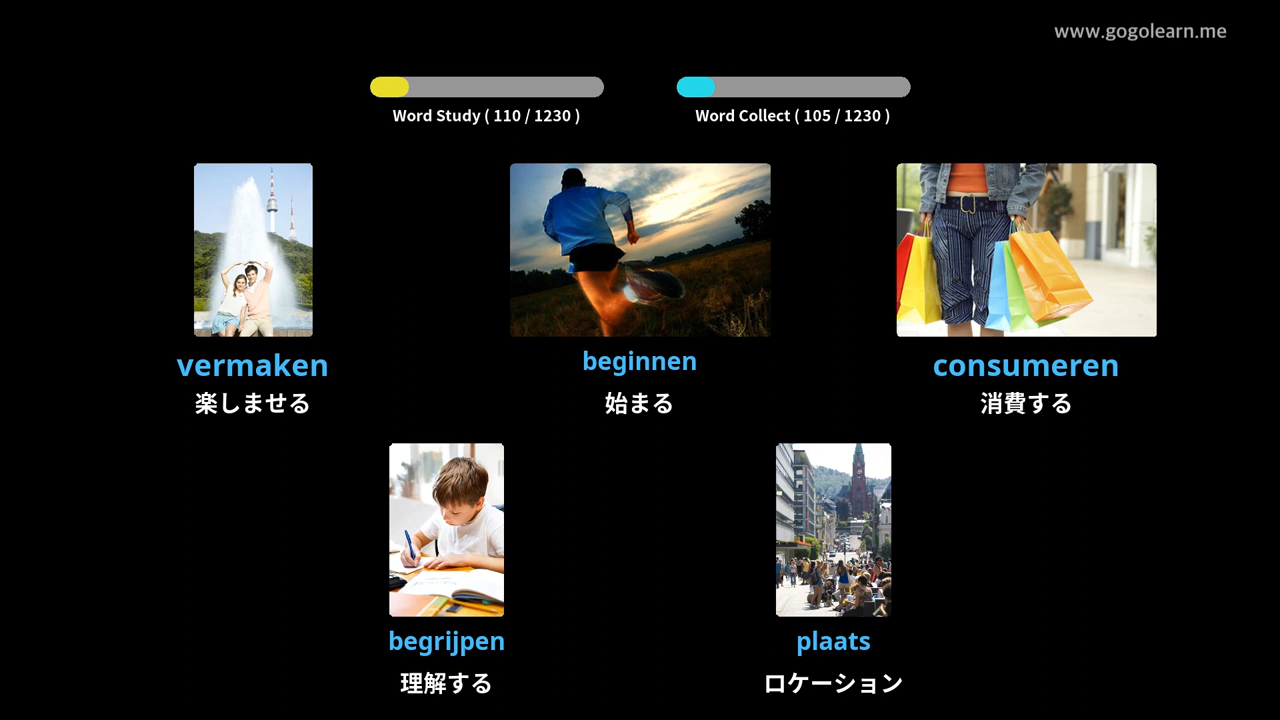 www.gogolearn.me
Word Study ( 110 / 1230 )
Word Collect ( 105 / 1230 )
vermaken
楽しませる
beginnen
始まる
consumeren
消費する
begrijpen
理解する
plaats
ロケーション